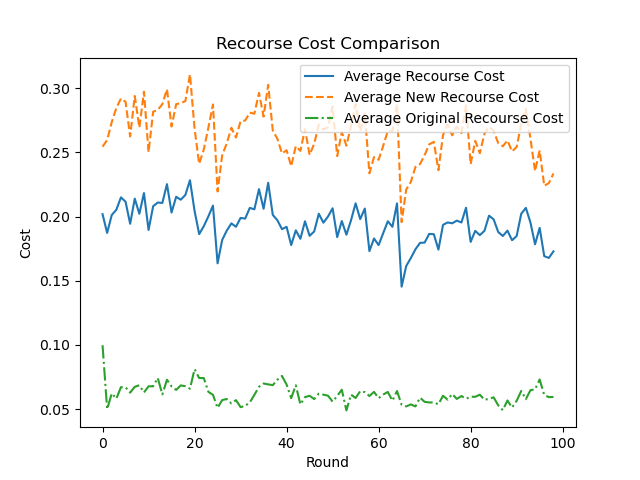 Recourse Cost Comparison
Average Recourse Cost
Average New Recourse Cost
Average Original Recourse Cost
0.30
0.25
0.20
0.15
0.10
0.05
Cost
0 20 40 60 80 100
Round